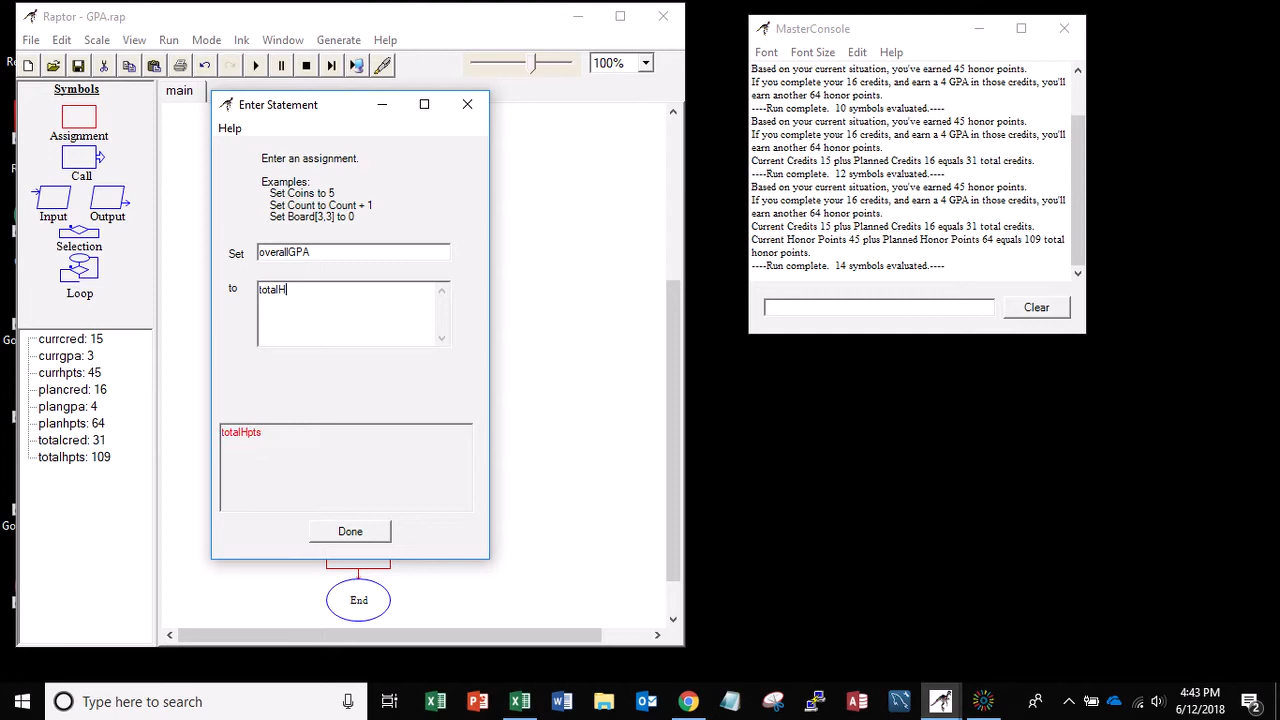 Raptor - GPA.rap
File Edit Scale View Run Mode Ink Window Generate Help
100%
Symbols
Assignment
Call
Input Output
Selection
Loop
currcred: 15
currgpa: 3
currhpts: 45
plancred: 16
plangpa: 4
planhpts: 64
totalcred: 31
totalhpts: 109
main
Enter Statement
Help
Enter an assignment.
Examples:
Set Coins to 5
Set Count to Count + 1
Set Board[3,3] to 0
Set overallGPA
to totalH
totalHpts
Done
End
MasterConsole
Font Font Size Edit Help
Based on your current situation, you've earned 45 honor points.
If you complete your 16 credits, and earn a 4 GPA in those credits, you'll
earn another 64 honor points.
----Run complete. 10 symbols evaluated.----
Based on your current situation, you've earned 45 honor points.
If you complete your 16 credits, and earn a 4 GPA in those credits, you'll
earn another 64 honor points.
Current Credits 15 plus Planned Credits 16 equals 31 total credits.
----Run complete. 12 symbols evaluated.----
Based on your current situation, you've earned 45 honor points.
If you complete your 16 credits, and earn a 4 GPA in those credits, you'll
earn another 64 honor points.
Current Credits 15 plus Planned Credits 16 equals 31 total credits.
Current Honor Points 45 plus Planned Honor Points 64 equals 109 total
honor points.
----Run complete. 14 symbols evaluated.----
Clear
Type here to search
4:43 PM
6/12/2018